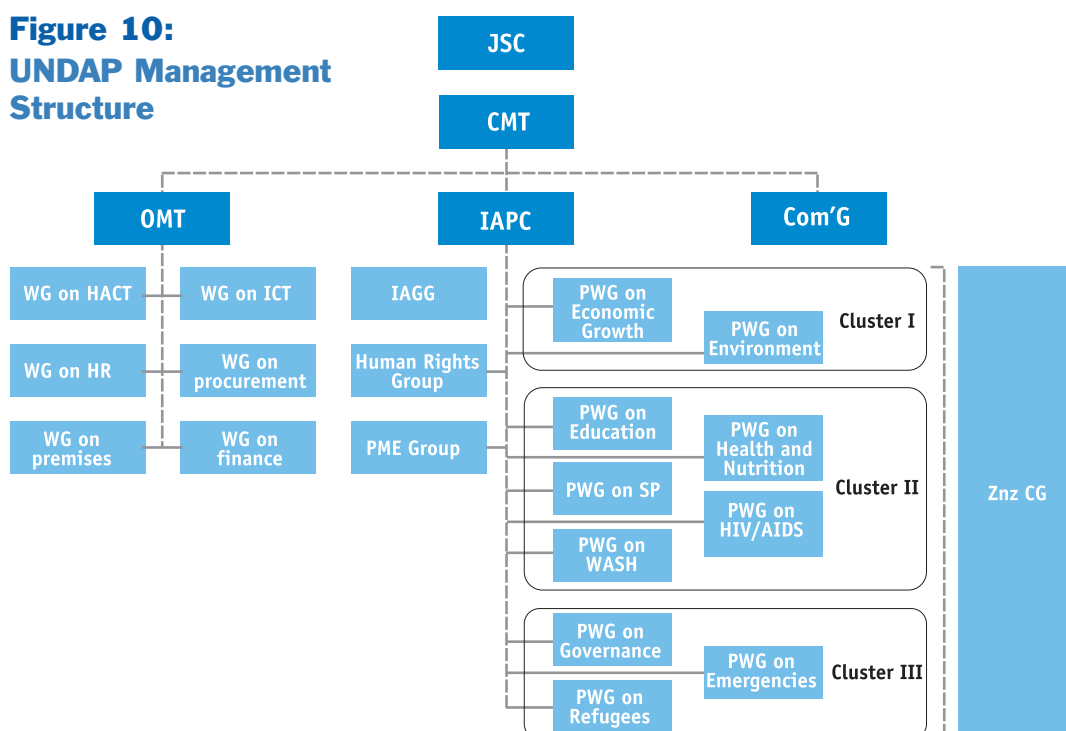 Figure 10:
UNDAP Management
Structure
JSC
CMT
OMT
IAPC
Com'G
WG on HACT
WG on ICT
WG on HR
WG on
procurement
WG on
premises
WG on
finance
IAGG
Human Rights
Group
PME Group
PWG on
Economic
Growth
PWG on
Environment
Cluster I
PWG on
Education
PWG on
Health and
Nutrition
PWG on SP
PWG on
HIV/AIDS
PWG on
WASH
Cluster II
PWG on
Governance
PWG on
Emergencies
PWG on
Refugees
Cluster III
Znz CG